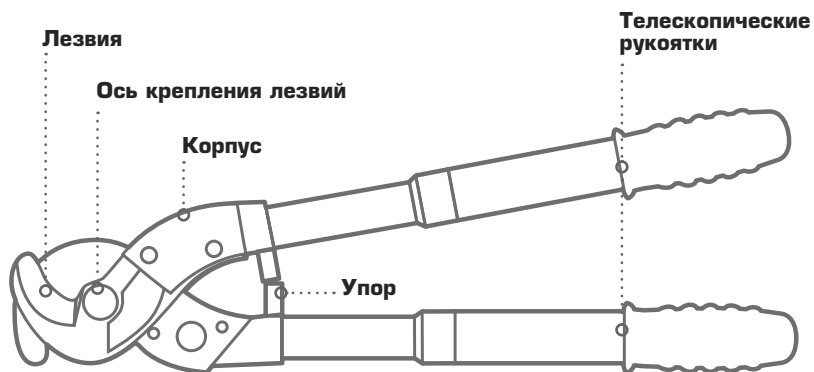 Телескопические
рукоятки
Лезвия
Ось крепления лезвий
Корпус
Упор